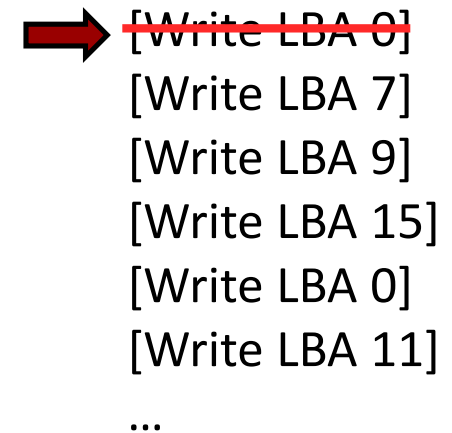 [Write LBA 0]
[Write LBA 7]
[Write LBA 9]
[Write LBA 15]
[Write LBA 0]
[Write LBA 11]
...